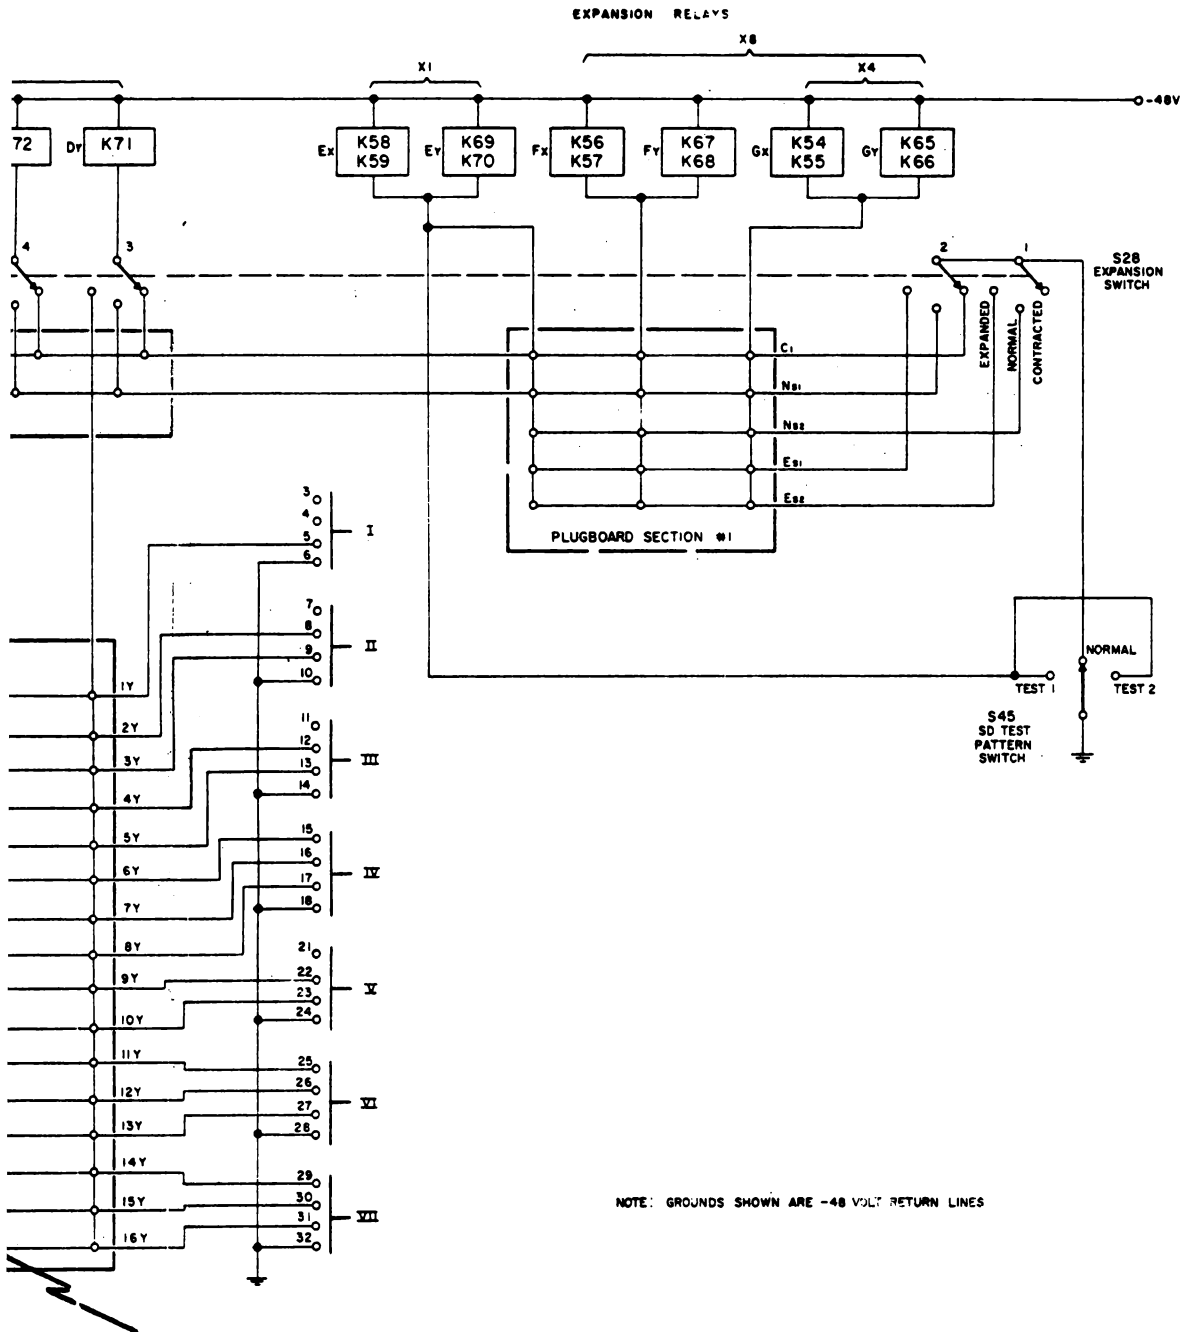 EXPANSION RELAYS
X8
X1
X4
-48V
72
DY
K71
EX
K58
K59
EY
K69
K70
FX
K56
K57
FY
K67
K68
GX
K54
K55
GY
K65
K66
4
3
2
1
S28
EXPANSION
SWITCH
EXPANDED
NORMAL
CONTRACTED
C1
NS1
NS2
ES1
ES2
PLUGBOARD SECTION #1
3
4
5
6
I
7
8
9
10
II
11
12
13
14
III
15
16
17
18
IV
21
22
23
24
V
25
26
27
28
VI
29
30
31
32
VII
1Y
2Y
3Y
4Y
5Y
6Y
7Y
8Y
9Y
10Y
11Y
12Y
13Y
14Y
15Y
16Y
NORMAL
TEST 1
TEST 2
S45
SD TEST
PATTERN
SWITCH
NOTE: GROUNDS SHOWN ARE -48 VOLT RETURN LINES